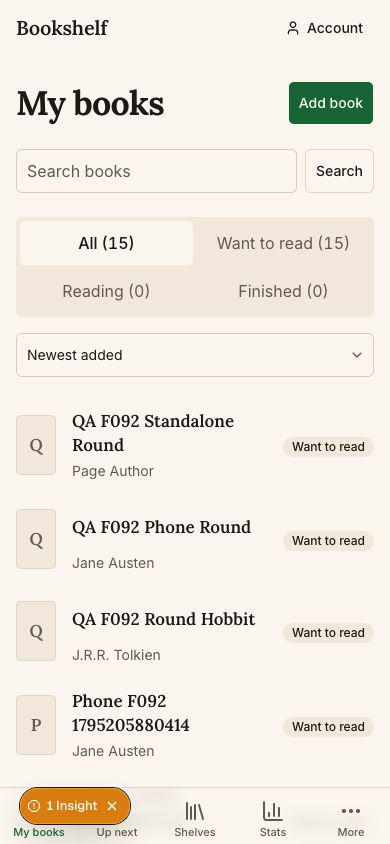 Bookshelf
Account
My books
Add book
Search books
Search
All (15)
Want to read (15)
Reading (0)
Finished (0)
Newest added
Q
QA F092 Standalone
Round
Page Author
Want to read
Q
QA F092 Phone Round
Jane Austen
Want to read
Q
QA F092 Round Hobbit
J.R.R. Tolkien
Want to read
P
Phone F092
1795205880414
Jane Austen
Want to read
1 Insight
My books
Up next
Shelves
Stats
More